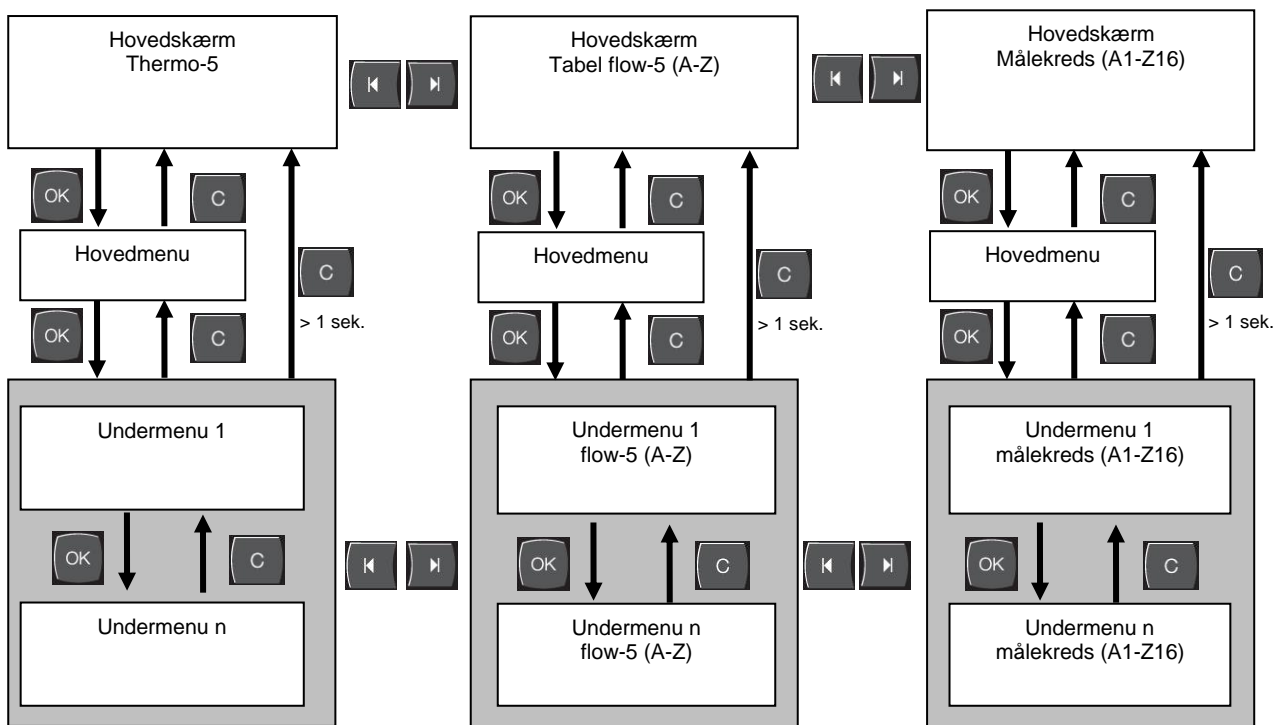 Hovedskærm
Thermo-5
Hovedskærm
Tabel flow-5 (A-Z)
Hovedskærm
Målekreds (A1-Z16)
OK
C
OK
C
OK
C
Hovedmenu
Hovedmenu
Hovedmenu
C
> 1 sek.
C
> 1 sek.
C
> 1 sek.
OK
C
OK
C
OK
C
Undermenu 1
Undermenu 1
flow-5 (A-Z)
Undermenu 1
målekreds (A1-Z16)
OK
C
OK
C
OK
C
Undermenu n
Undermenu n
flow-5 (A-Z)
Undermenu n
målekreds (A1-Z16)